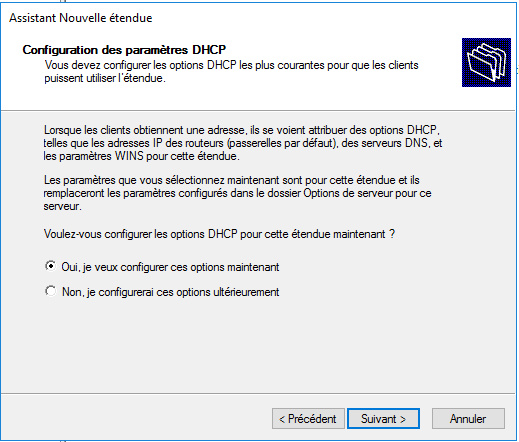 Assistant Nouvelle étendue
Configuration des paramètres DHCP
Vous devez configurer les options DHCP les plus courantes pour que les clients
puissent utiliser l'étendue.
Lorsque les clients obtiennent une adresse, ils se voient attribuer des options DHCP,
telles que les adresses IP des routeurs (passerelles par défaut), des serveurs DNS, et
les paramètres WINS pour cette étendue.
Les paramètres que vous sélectionnez maintenant sont pour cette étendue et ils
remplaceront les paramètres configurés dans le dossier Options de serveur pour ce
serveur.
Voulez-vous configurer les options DHCP pour cette étendue maintenant ?
Oui, je veux configurer ces options maintenant
Non, je configurerai ces options ultérieurement
< Précédent Suivant > Annuler